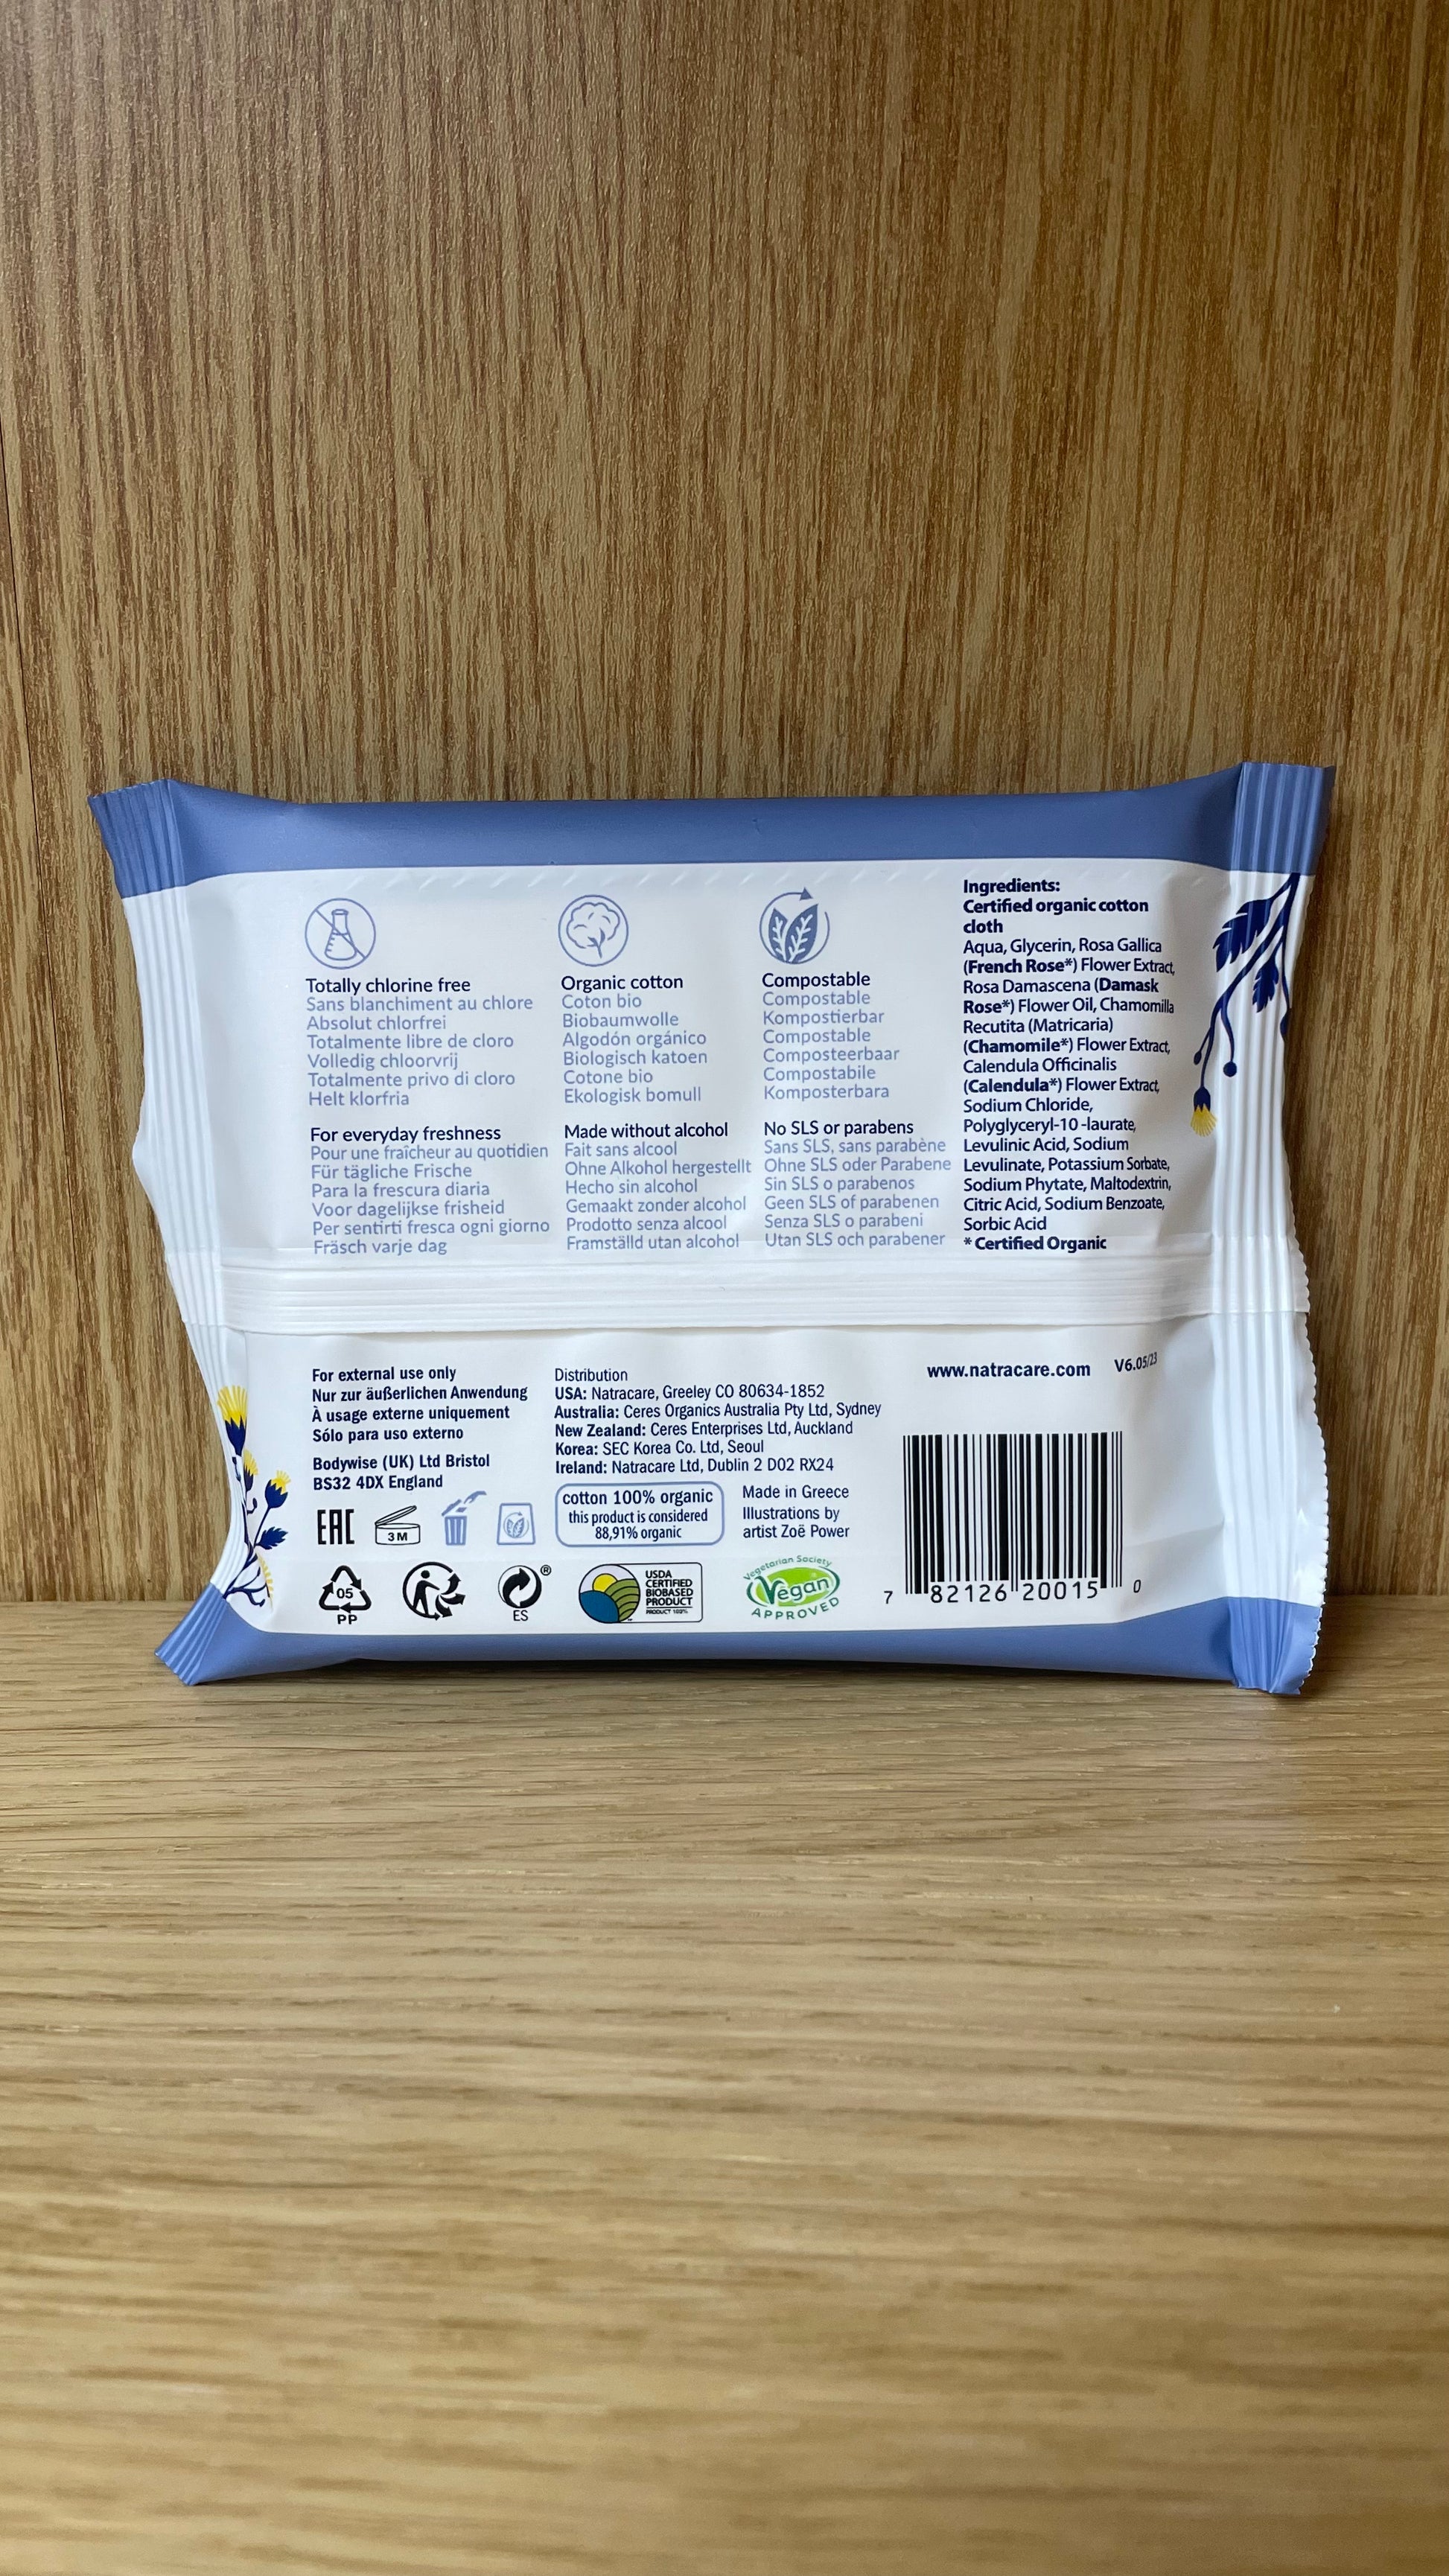 Totally chlorine free
Sans blanchiment au chlore
Absolut chlorfrei
Totalmente libre de cloro
Volledig chloorvrij
Totalmente privo di cloro
Helt klorfria
For everyday freshness
Pour une fraîcheur au quotidien
Für tägliche Frische
Para la frescura diaria
Voor dagelijkse frisheid
Per sentirti fresca ogni giorno
Fräsch varje dag
Organic cotton
Coton bio
Biobaumwolle
Algodón orgánico
Biologisch katoen
Cotone bio
Ekologisk bomull
Made without alcohol
Fait sans alcool
Ohne Alkohol hergestellt
Hecho sin alcohol
Gemaakt zonder alcohol
Prodotto senza alcool
Framställd utan alcohol
Compostable
Compostable
Kompostierbar
Compostable
Composteerbaar
Compostabile
Komposterbara
No SLS or parabens
Sans SLS, sans parabène
Ohne SLS oder Parabene
Sin SLS o parabenos
Geen SLS of parabenen
Senza SLS o parabeni
Utan SLS och parabener
Ingredients:
Certified organic cotton
cloth
Aqua, Glycerin, Rosa Gallica
(French Rose*) Flower Extract,
Rosa Damascena (Damask
Rose*) Flower Oil, Chamomilla
Recutita (Matricaria)
(Chamomile*) Flower Extract,
Calendula Officinalis
(Calendula*) Flower Extract,
Sodium Chloride,
Polyglyceryl-10 -laurate,
Levulinic Acid, Sodium
Levulinate, Potassium Sorbate,
Sodium Phytate, Maltodextrin,
Citric Acid, Sodium Benzoate,
Sorbic Acid
* Certified Organic
For external use only
Nur zur äußerlichen Anwendung
À usage externe uniquement
Sólo para uso externo
Bodywise (UK) Ltd Bristol
BS32 4DX England
EAC
3M
05
PP
ES
®
Distribution
USA: Natracare, Greeley CO 80634-1852
Australia: Ceres Organics Australia Pty Ltd, Sydney
New Zealand: Ceres Enterprises Ltd, Auckland
Korea: SEC Korea Co. Ltd, Seoul
Ireland: Natracare Ltd, Dublin 2 D02 RX24
cotton 100% organic
this product is considered
88,91% organic
Made in Greece
Illustrations by
artist Zoë Power
USDA
CERTIFIED
BIOBASED
PRODUCT
PRODUCT 102%
Vegetarian Society
Vegan
APPROVED
www.natracare.com
V6.05/23
7 82126 20015 0